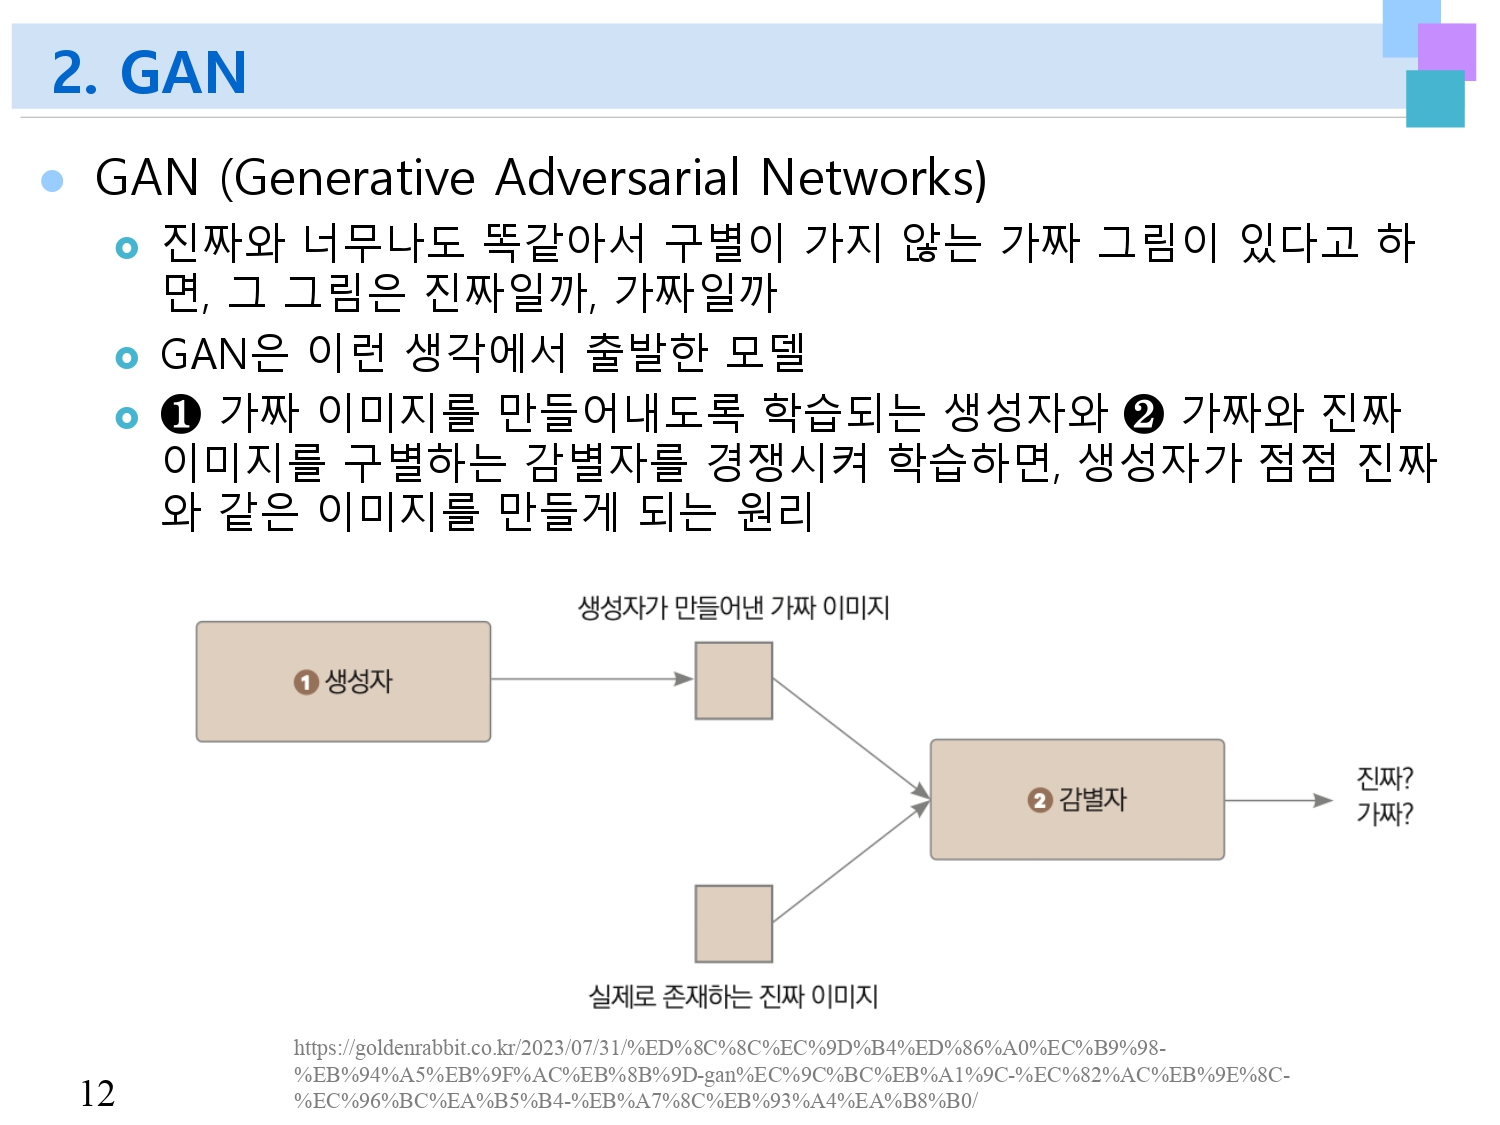 2. GAN
GAN (Generative Adversarial Networks)
진짜와 너무나도 똑같아서 구별이 가지 않는 가짜 그림이 있다고 하
면, 그 그림은 진짜일까, 가짜일까
GAN은 이런 생각에서 출발한 모델
❶ 가짜 이미지를 만들어내도록 학습되는 생성자와 ❷ 가짜와 진짜
이미지를 구별하는 감별자를 경쟁시켜 학습하면, 생성자가 점점 진짜
와 같은 이미지를 만들게 되는 원리
생성자가 만들어낸 가짜 이미지
❶ 생성자
❷ 감별자
진짜?
가짜?
실제로 존재하는 진짜 이미지
https://goldenrabbit.co.kr/2023/07/31/%ED%8C%8C%EC%9D%B4%ED%86%A0%EC%B9%98-
%EB%94%A5%EB%9F%AC%EB%8B%9D-gan%EC%9C%BC%EB%A1%9C-%EC%82%AC%EB%9E%8C-
%EC%96%BC%EA%B5%B4-%EB%A7%8C%EB%93%A4%EA%B8%B0/
12